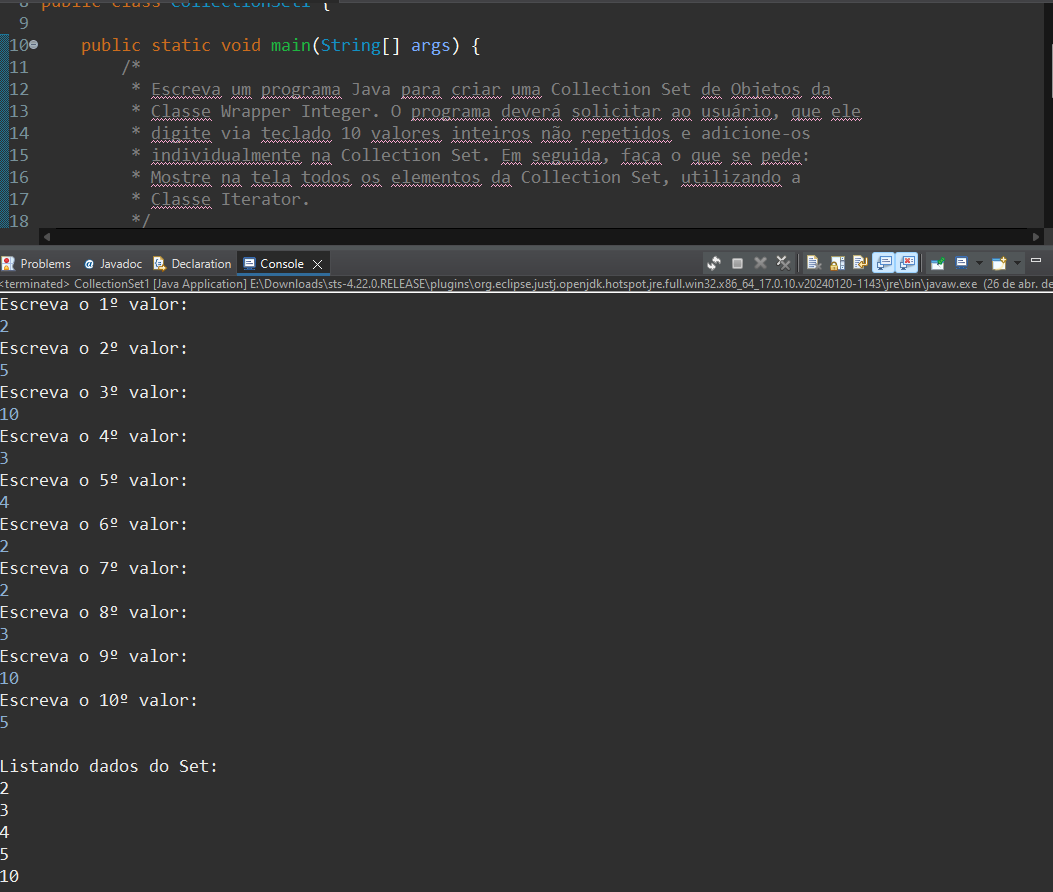 8 public class CollectionSet1 {
9
10 public static void main(String[] args) {
11 /*
12 * Escreva um programa Java para criar uma Collection Set de Objetos da
13 * Classe Wrapper Integer. O programa deverá solicitar ao usuário, que ele
14 * digite via teclado 10 valores inteiros não repetidos e adicione-os
15 * individualmente na Collection Set. Em seguida, faça o que se pede:
16 * Mostre na tela todos os elementos da Collection Set, utilizando a
17 * Classe Iterator.
18 */
Problems @ Javadoc Declaration Console
<terminated> CollectionSet1 [Java Application] E:\Downloads\sts-4.22.0.RELEASE\plugins\org.eclipse.justj.openjdk.hotspot.jre.full.win32.x86_64_17.0.10.v20240120-1143\jre\bin\javaw.exe (26 de abr. de
Escreva o 1º valor:
2
Escreva o 2º valor:
5
Escreva o 3º valor:
10
Escreva o 4º valor:
3
Escreva o 5º valor:
4
Escreva o 6º valor:
2
Escreva o 7º valor:
2
Escreva o 8º valor:
3
Escreva o 9º valor:
10
Escreva o 10º valor:
5
Listando dados do Set:
2
3
4
5
10